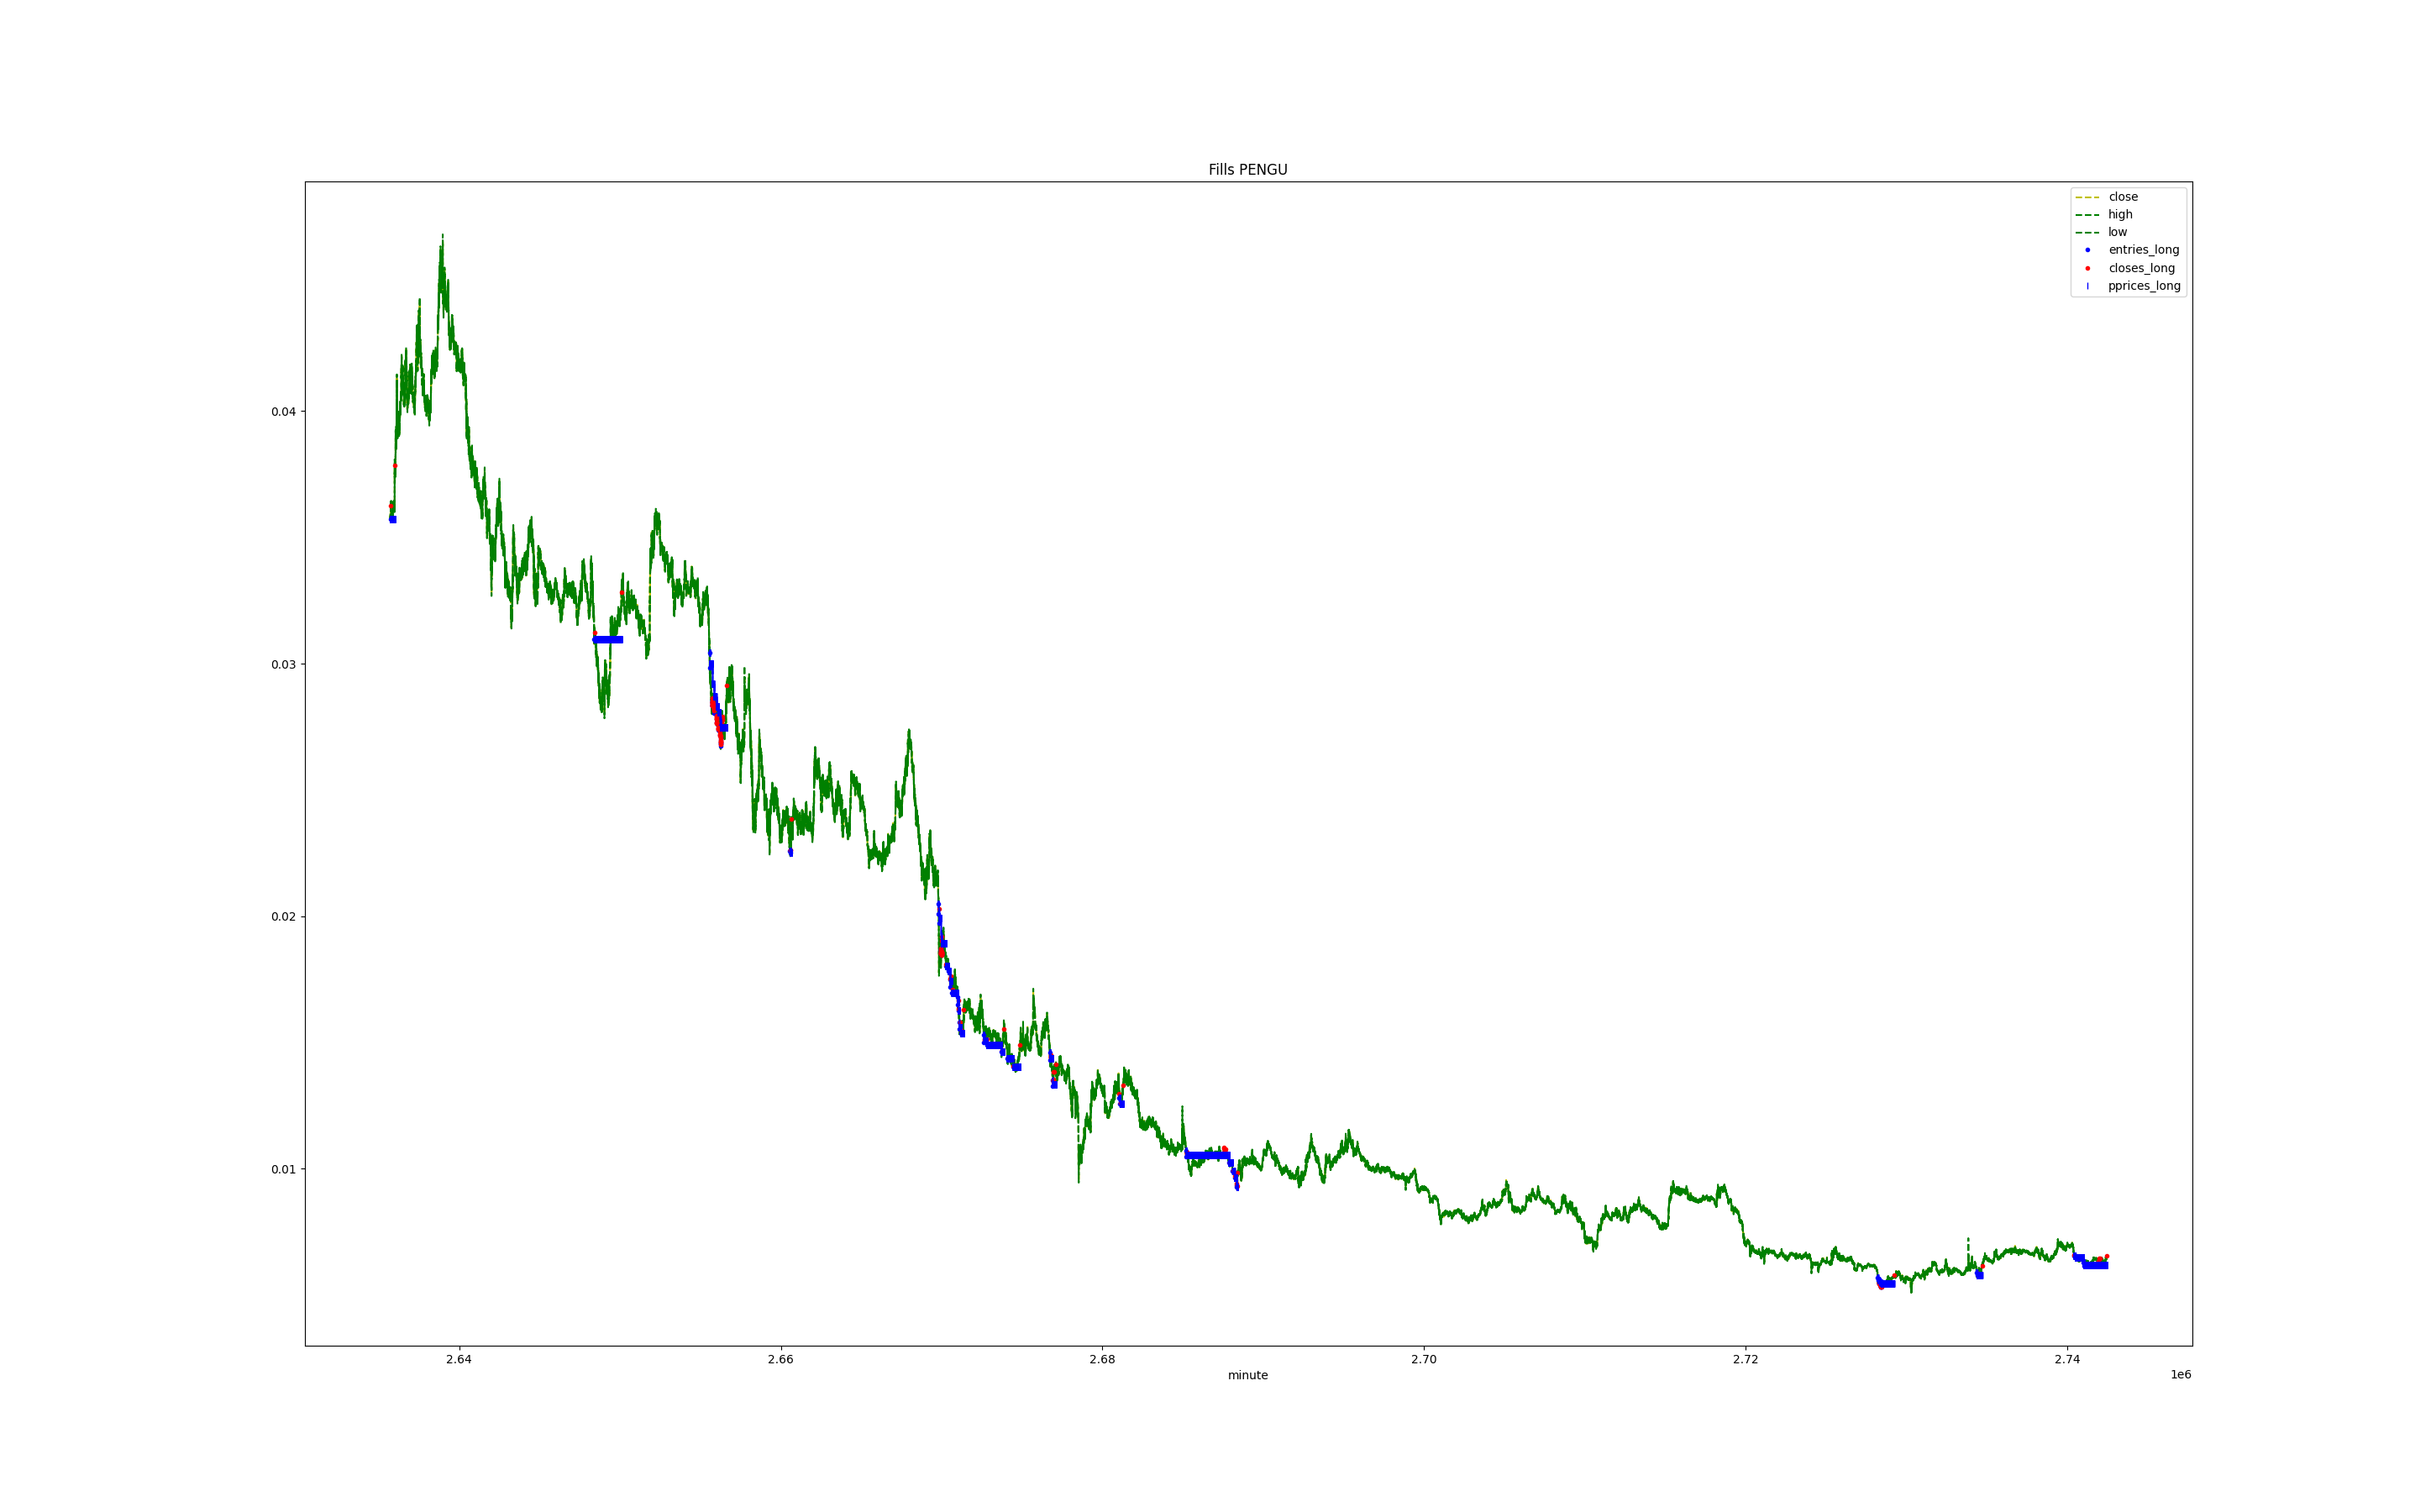 Fills PENGU
close
high
low
entries_long
closes_long
pprices_long
0.04
0.03
0.02
0.01
2.64 2.66 2.68 2.70 2.72 2.74
minute 1e6